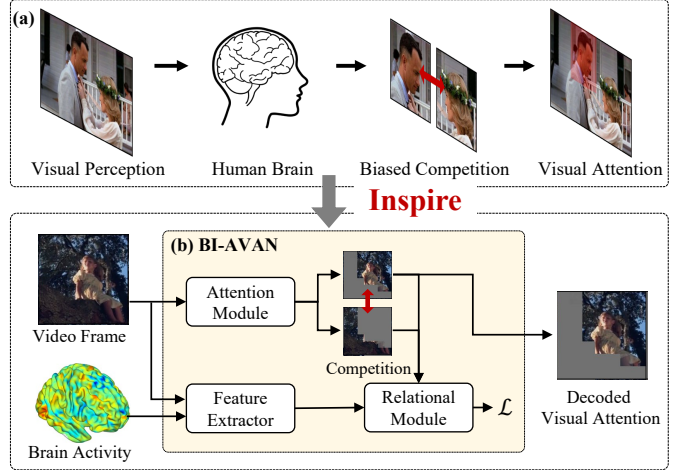 (a)
Visual Perception
Human Brain
Biased Competition
Visual Attention
Inspire
(b) BI-AVAN
Video Frame
Attention
Module
Competition
Brain Activity
Feature
Extractor
Relational
Module
ℒ
Decoded
Visual Attention